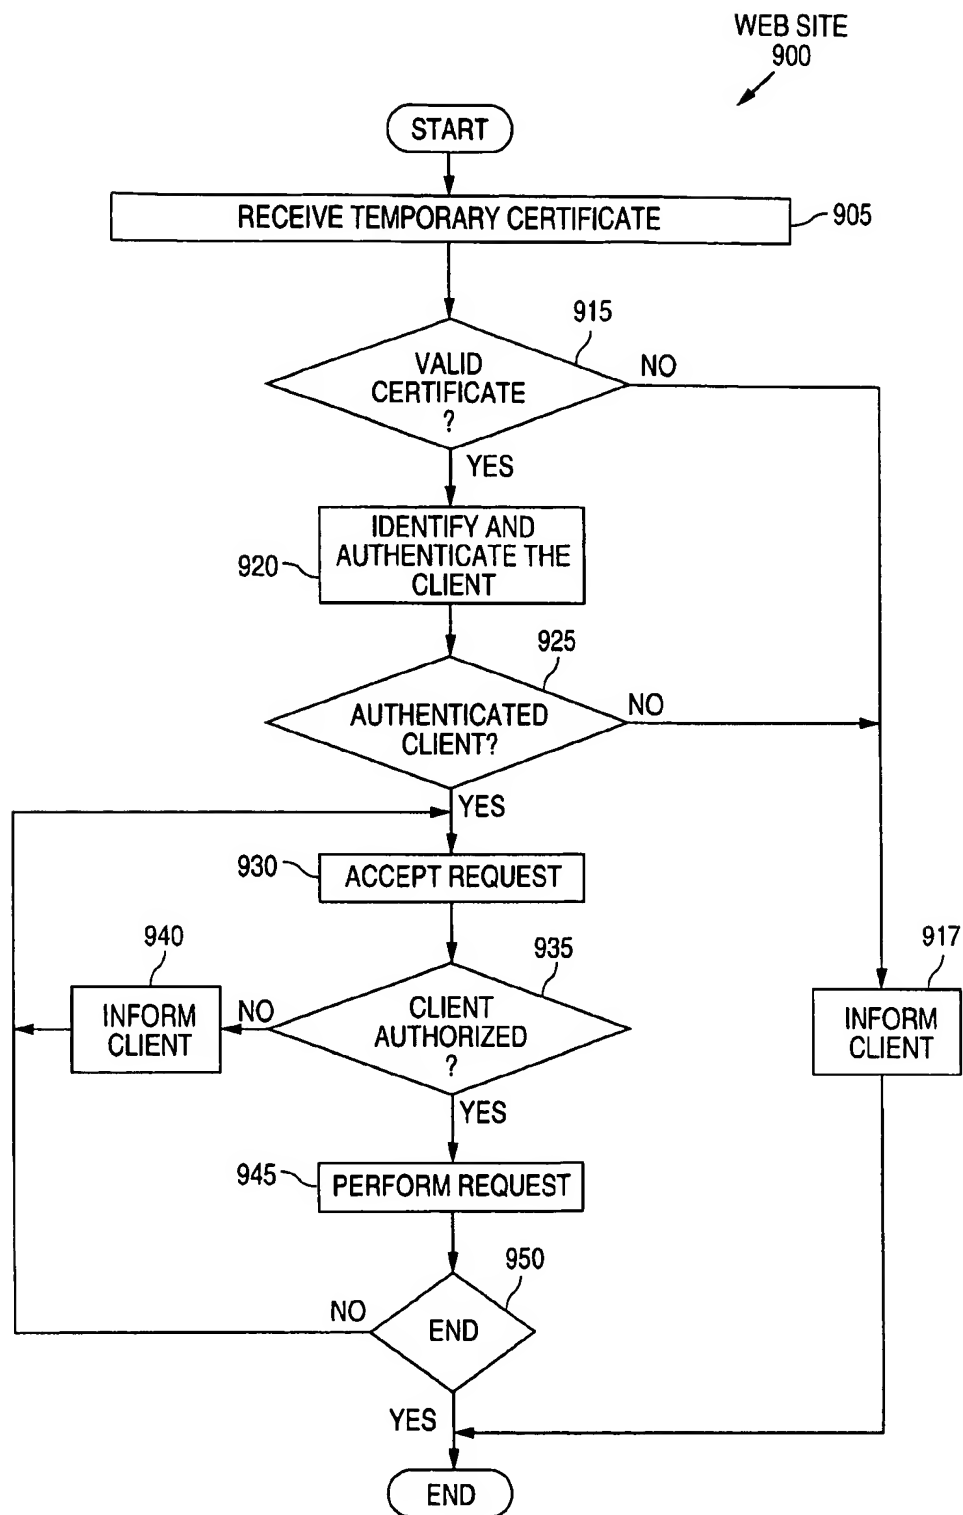 WEB SITE
900
START
RECEIVE TEMPORARY CERTIFICATE
905
915
VALID
CERTIFICATE
?
NO
YES
IDENTIFY AND
AUTHENTICATE THE
CLIENT
920
925
AUTHENTICATED
CLIENT?
NO
YES
930
ACCEPT REQUEST
940
935
917
INFORM
CLIENT
NO
CLIENT
AUTHORIZED
?
INFORM
CLIENT
YES
945
PERFORM REQUEST
950
NO
END
YES
END